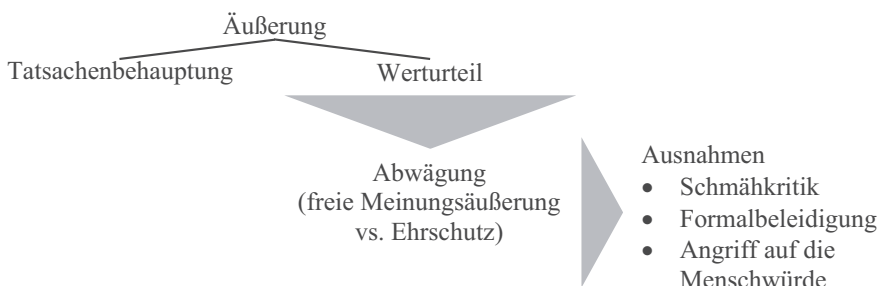 Äußerung
Tatsachenbehauptung Werturteil
Abwägung
(freie Meinungsäußerung
vs. Ehrschutz)
Ausnahmen
• Schmähkritik
• Formalbeleidigung
• Angriff auf die
Menschwürde